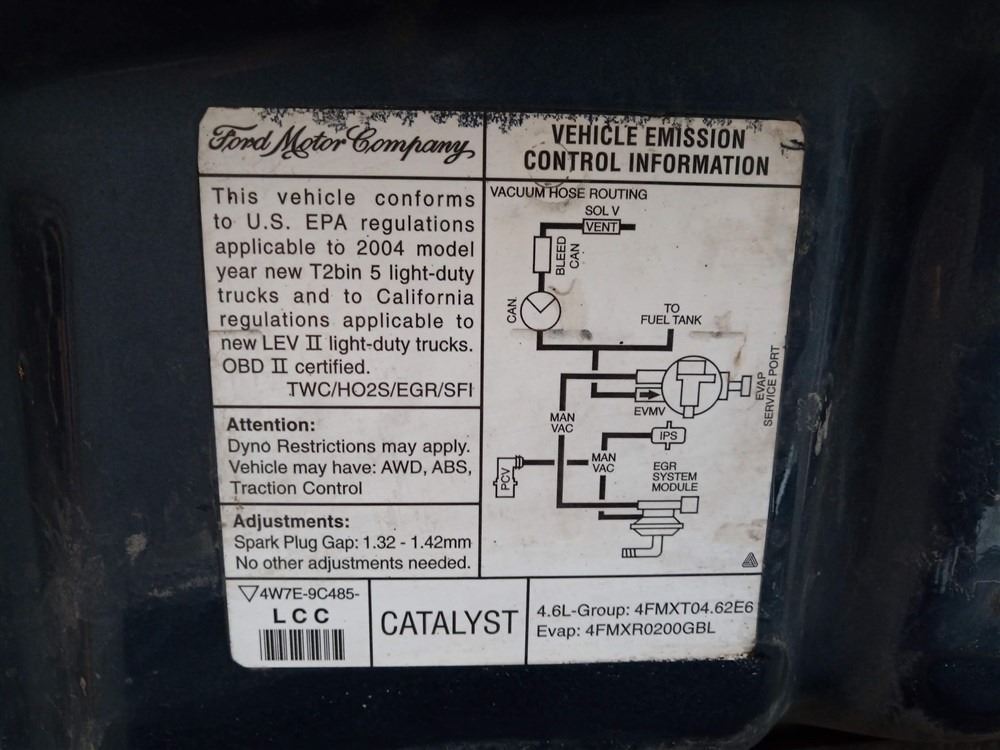 Ford Motor Company
VEHICLE EMISSION
CONTROL INFORMATION
This vehicle conforms
to U.S. EPA regulations
applicable to 2004 model
year new T2bin 5 light-duty
trucks and to California
regulations applicable to
new LEV II light-duty trucks.
OBD II certified.
TWC/HO2S/EGR/SFI
Attention:
Dyno Restrictions may apply.
Vehicle may have: AWD, ABS,
Traction Control
Adjustments:
Spark Plug Gap: 1.32 - 1.42mm
No other adjustments needed.
VACUUM HOSE ROUTING
SOL V
VENT
BLEED
CAN
CAN
TO
FUEL TANK
EVAP
SERVICE PORT
EVMV
MAN
VAC
IPS
MAN
VAC
PCV
EGR
SYSTEM
MODULE
4W7E-9C485-
LCC
CATALYST
4.6L-Group: 4FMXT04.62E6
Evap: 4FMXR0200GBL